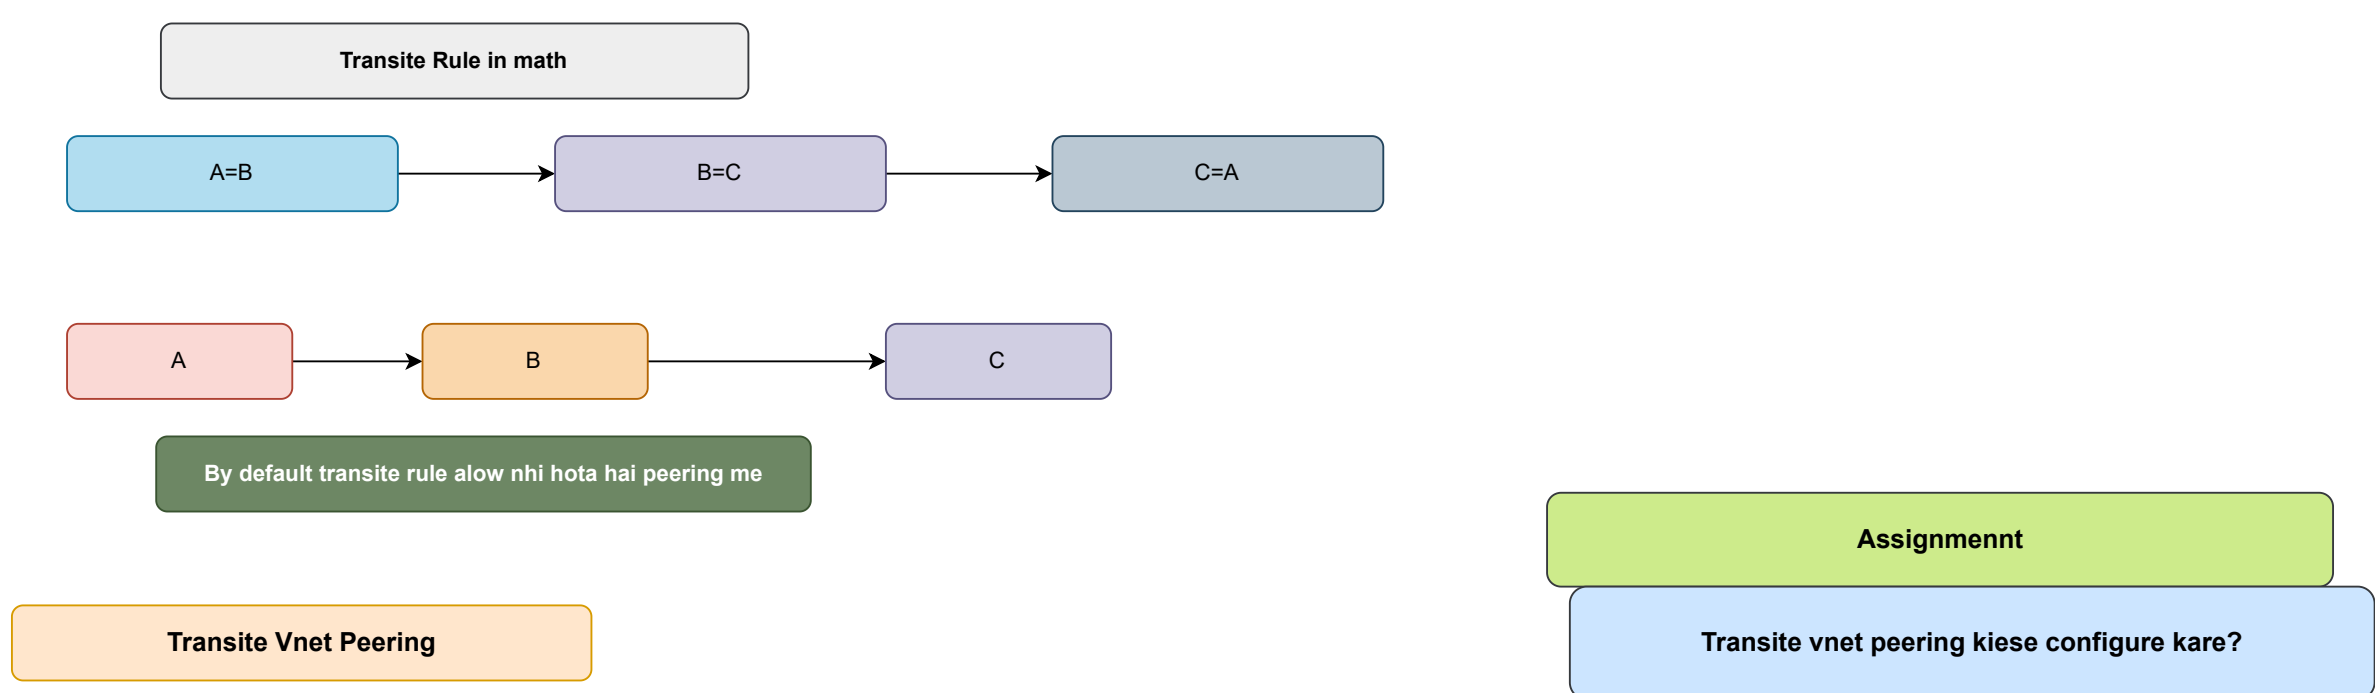 Transite Rule in math
A=B
B=C
C=A
A
B
C
By default transite rule alow nhi hota hai peering me
Assignmennt
Transite Vnet Peering
Transite vnet peering kiese configure kare?